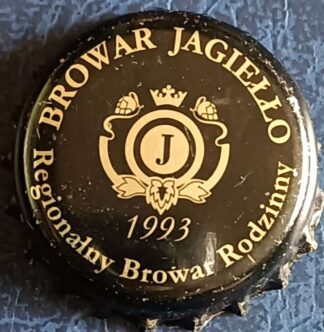 BROWAR JAGIEŁŁO
J
1993
Regionalny Browar Rodzinny